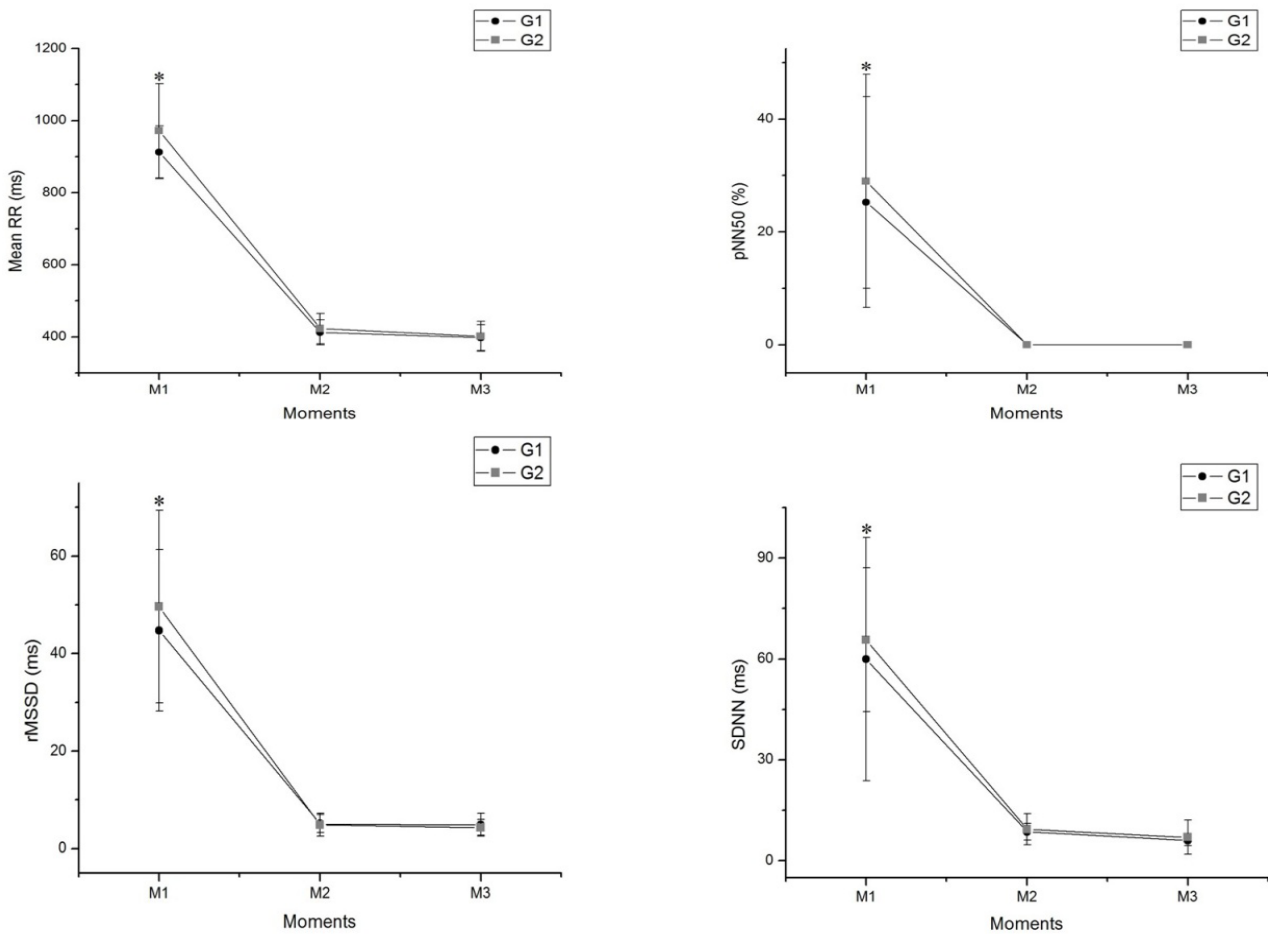 G1
G2
1200
1000
800
600
400
Mean RR (ms)
*
M1 M2 M3
Moments
G1
G2
40
20
0
pNN50 (%)
*
M1 M2 M3
Moments
G1
G2
60
40
20
0
rMSSD (ms)
*
M1 M2 M3
Moments
G1
G2
90
60
30
0
SDNN (ms)
*
M1 M2 M3
Moments